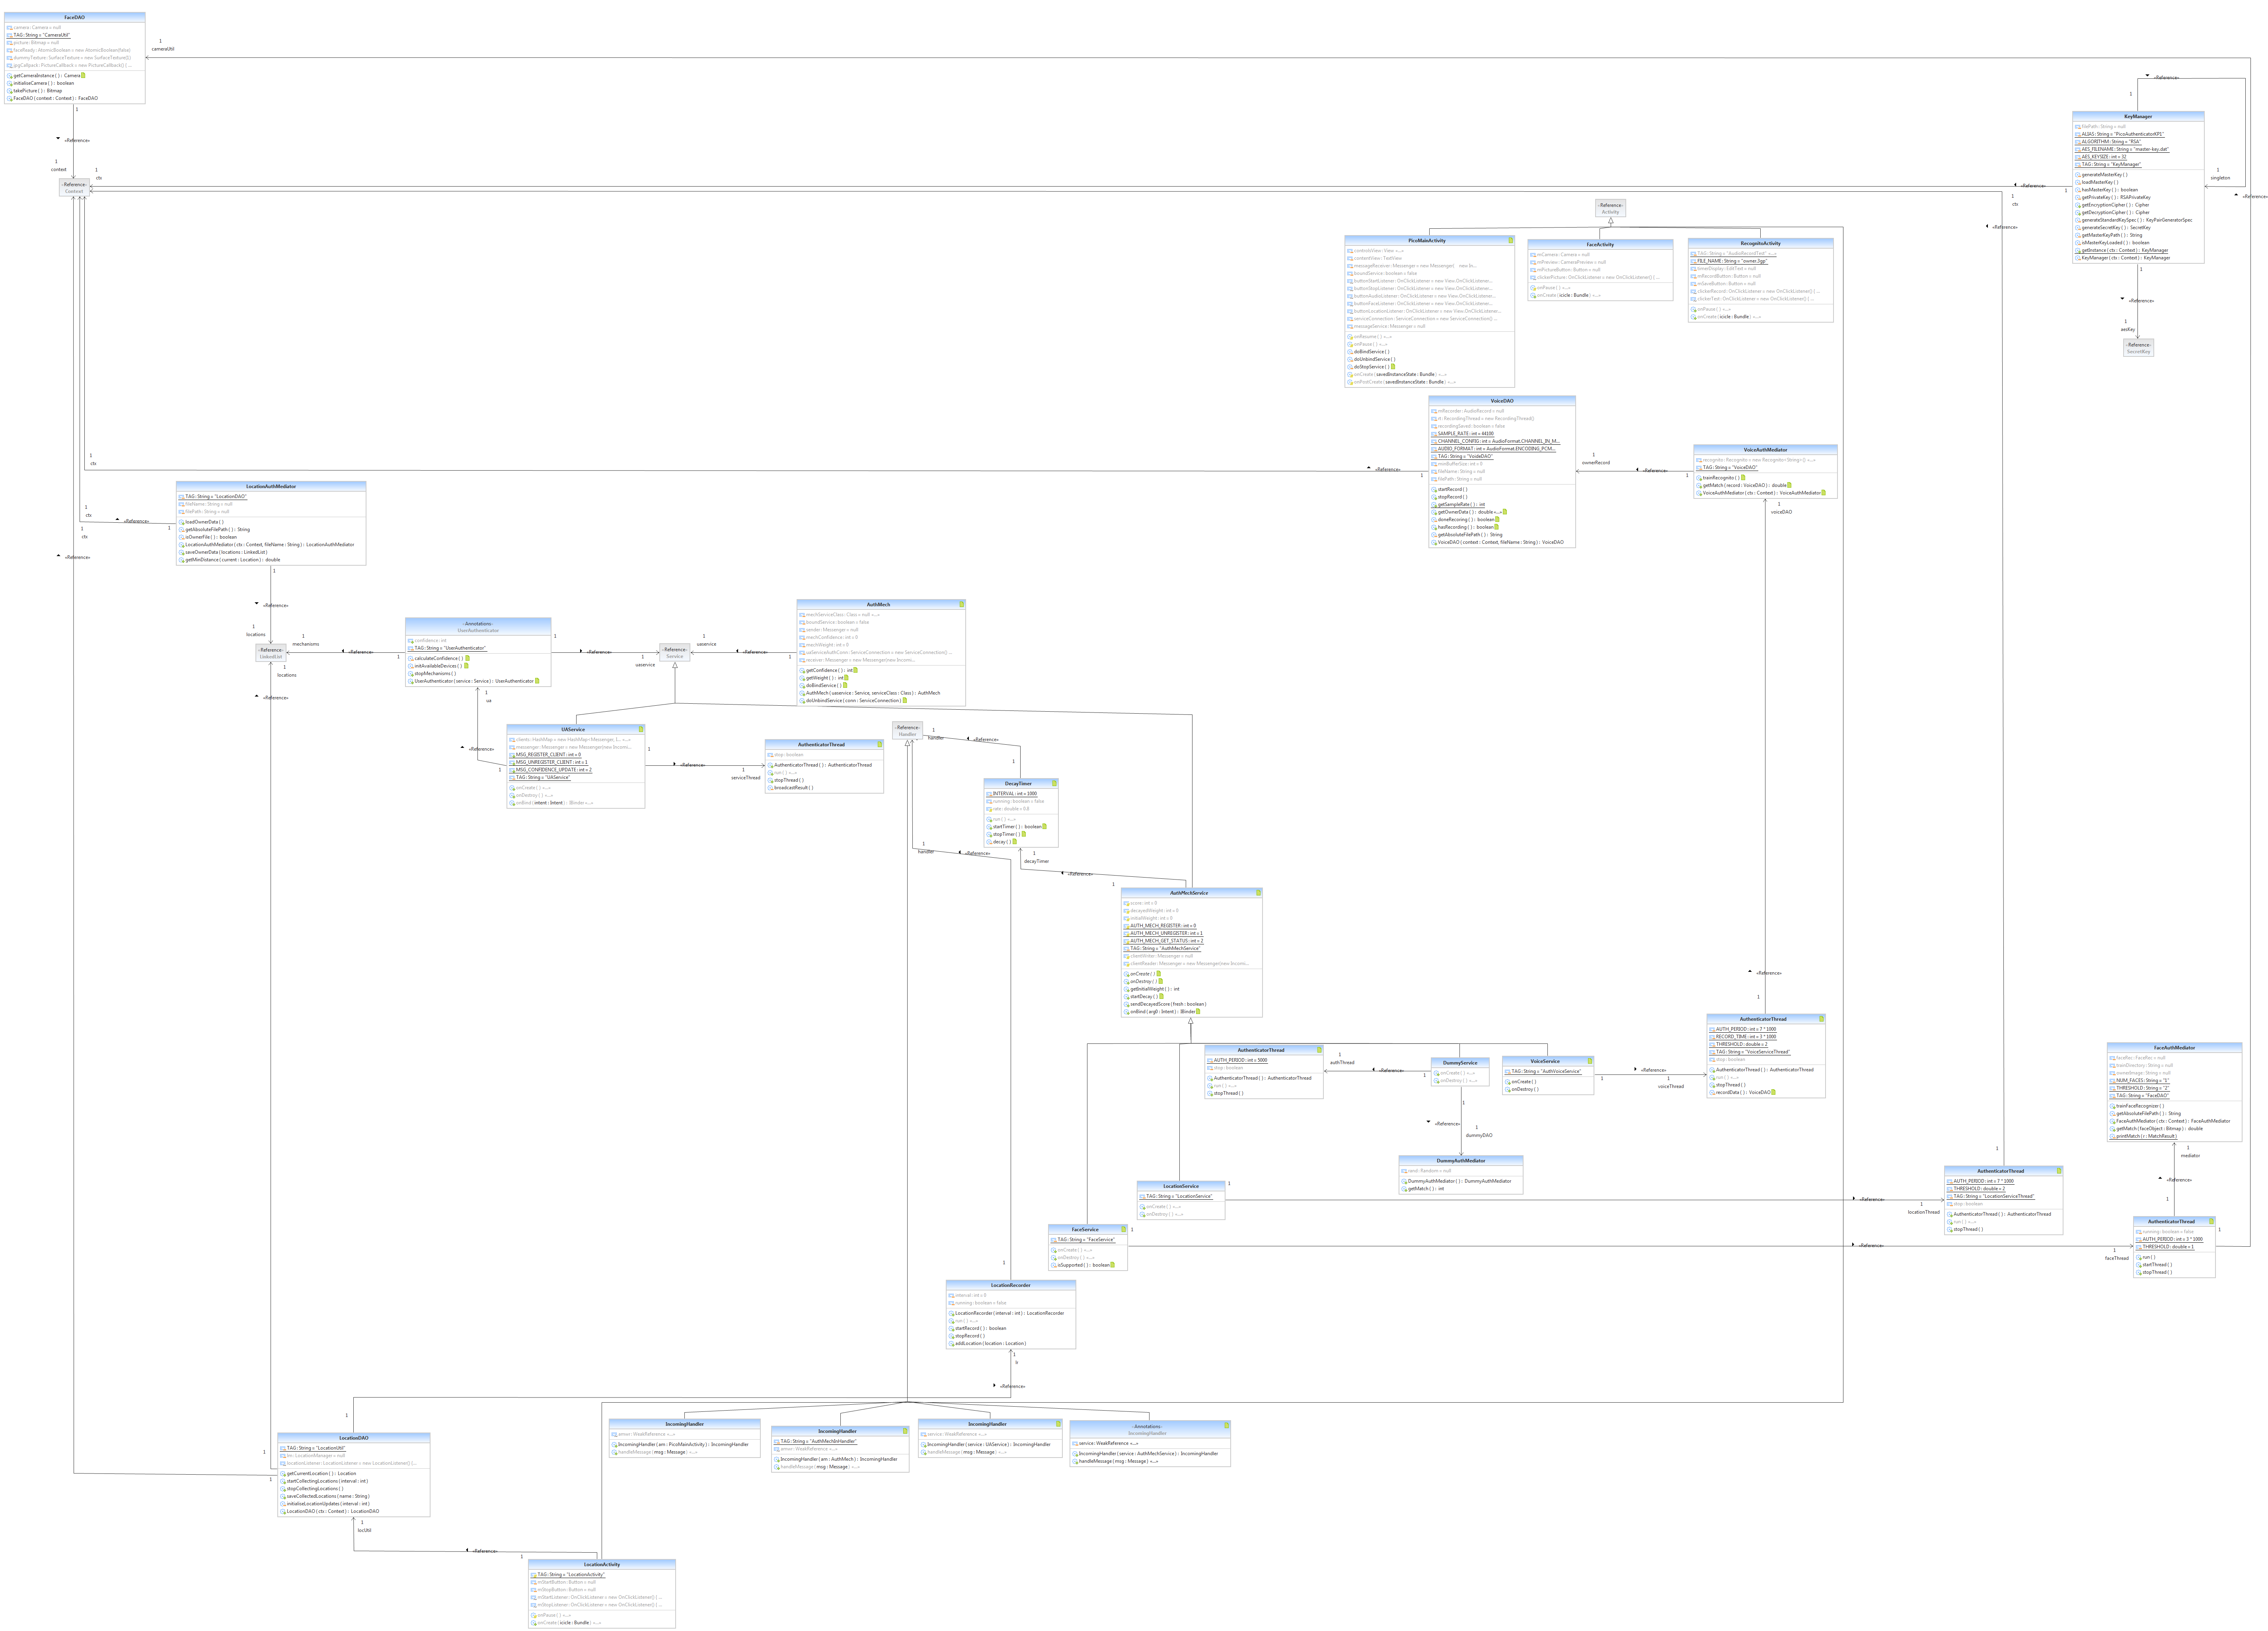 FaceDAO
camera : Camera = null
TAG : String = "CameraUtil"
picture : Bitmap = null
faceReady : AtomicBoolean = new AtomicBoolean(false)
dummyTexture : SurfaceTexture = new SurfaceTexture()
jpgCallback : PictureCallback = new PictureCallback() { ...
getCameraInstance ( ) : Camera
initialiseCamera ( ) : boolean
takePicture ( ) : Bitmap
FaceDAO ( context : Context ) : FaceDAO
1
cameraUtil
1
«Reference»
1
context
1
ctx
«Reference»
Context
«Reference»
1
KeyManager
filePath : String = null
ALIAS : String = "PicoAuthenticatorKP1"
ALGORITHM : String = "RSA"
AES_FILENAME : String = "master-key.dat"
AES_KEYSIZE : int = 32
TAG : String = "KeyManager"
generateMasterKey ( )
loadMasterKey ( )
hasMasterKey ( ) : boolean
getPrivateKey ( ) : RSAPrivateKey
getEncryptionCipher ( ) : Cipher
getDecryptionCipher ( ) : Cipher
generateStandardKeySpec ( ) : KeyPairGeneratorSpec
generateSecretKey ( ) : SecretKey
getMasterKeyPath ( ) : String
isMasterKeyLoaded ( ) : boolean
getInstance ( ctx : Context ) : KeyManager
KeyManager ( ctx : Context ) : KeyManager
1
singleton
«Reference»
«Reference»
1
1
ctx
«Reference»
1
«Reference»
1
aesKey
«Reference»
SecretKey
«Reference»
Activity
PicoMainActivity
controlsView : View «...»
contentView : TextView
messageReceiver : Messenger = new Messenger( new In...
boundService : boolean = false
buttonStartListener : OnClickListener = new View.OnClickListener...
buttonStopListener : OnClickListener = new View.OnClickListener...
buttonAudioListener : OnClickListener = new View.OnClickListener...
buttonFaceListener : OnClickListener = new View.OnClickListener...
buttonLocationListener : OnClickListener = new View.OnClickListener...
serviceConnection : ServiceConnection = new ServiceConnection() ...
messageService : Messenger = null
onResume ( ) «...»
onPause ( ) «...»
doBindService ( )
doUnbindService ( )
doStopService ( )
onCreate ( savedInstanceState : Bundle ) «...»
onPostCreate ( savedInstanceState : Bundle ) «...»
FaceActivity
mCamera : Camera = null
mPreview : CameraPreview = null
mPictureButton : Button = null
clickerPicture : OnClickListener = new OnClickListener() { ...
onPause ( ) «...»
onCreate ( icicle : Bundle ) «...»
RecognitoActivity
TAG : String = "AudioRecordTest" «...»
FILE_NAME : String = "owner.3gp"
timerDisplay : EditText = null
mRecordButton : Button = null
mSaveButton : Button = null
clickerRecord : OnClickListener = new OnClickListener() { ...
clickerTest : OnClickListener = new OnClickListener() { ...
onPause ( ) «...»
onCreate ( icicle : Bundle ) «...»
VoiceDAO
mRecorder : AudioRecord = null
rt : RecordingThread = new RecordingThread()
recordingSaved : boolean = false
SAMPLE_RATE : int = 44100
CHANNEL_CONFIG : int = AudioFormat.CHANNEL_IN_M...
AUDIO_FORMAT : int = AudioFormat.ENCODING_PCM...
TAG : String = "VoiceDAO"
minBufferSize : int = 0
fileName : String = null
filePath : String = null
startRecord ( )
stopRecord ( )
getSampleRate ( ) : int
getOwnerData ( ) : double «...»
doneRecoring ( ) : boolean
hasRecording ( ) : boolean
getAbsoluteFilePath ( ) : String
VoiceDAO ( context : Context, fileName : String ) : VoiceDAO
«Reference»
1
1
ctx
1
ownerRecord
«Reference»
1
VoiceAuthMediator
recognito : Recognito = new Recognito<String>() «...»
TAG : String = "VoiceDAO"
trainRecognito ( )
getMatch ( record : VoiceDAO ) : double
VoiceAuthMediator ( ctx : Context ) : VoiceAuthMediator
1
voiceDAO
LocationAuthMediator
TAG : String = "LocationDAO"
fileName : String = null
filePath : String = null
loadOwnerData ( )
getAbsoluteFilePath ( ) : String
isOwnerFile ( ) : boolean
LocationAuthMediator ( ctx : Context, fileName : String ) : LocationAuthMediator
saveOwnerData ( locations : LinkedList )
getMinDistance ( current : Location ) : double
1
ctx
«Reference»
1
1
ctx
«Reference»
1
«Reference»
1
locations
1
mechanisms
«Reference»
LinkedList
1
locations
«Reference»
«Reference»
1
«Annotations»
UserAuthenticator
confidence : int
TAG : String = "UserAuthenticator"
calculateConfidence ( )
initAvailableDevices ( )
stopMechanisms ( )
UserAuthenticator ( service : Service ) : UserAuthenticator
1
«Reference»
1
uaservice
«Reference»
Service
1
uaservice
«Reference»
1
AuthMech
mechServiceClass : Class = null «...»
boundService : boolean = false
sender : Messenger = null
mechConfidence : int = 0
mechWeight : int = 0
uaServiceAuthConn : ServiceConnection = new ServiceConnection() ...
receiver : Messenger = new Messenger(new Incomi...
getConfidence ( ) : int
getWeight ( ) : int
doBindService ( )
AuthMech ( uaservice : Service, serviceClass : Class ) : AuthMech
doUnbindService ( conn : ServiceConnection )
1
ua
«Reference»
1
UAService
clients : HashMap = new HashMap<Messenger, I... «...»
messenger : Messenger = new Messenger(new Incomi...
MSG_REGISTER_CLIENT : int = 0
MSG_UNREGISTER_CLIENT : int = 1
MSG_CONFIDENCE_UPDATE : int = 2
TAG : String = "UAService"
onCreate ( ) «...»
onDestroy ( ) «...»
onBind ( intent : Intent ) : IBinder «...»
1
«Reference»
1
serviceThread
AuthenticatorThread
stop : boolean
AuthenticatorThread ( ) : AuthenticatorThread
run ( ) «...»
stopThread ( )
broadcastResult ( )
«Reference»
Handler
1
handler
«Reference»
1
DecayTimer
INTERVAL : int = 1000
running : boolean = false
rate : double = 0.8
run ( ) «...»
startTimer ( ) : boolean
stopTimer ( )
decay ( )
1
handler
«Reference»
1
decayTimer
«Reference»
1
AuthMechService
score : int = 0
decayedWeight : int = 0
initialWeight : int = 0
AUTH_MECH_REGISTER : int = 0
AUTH_MECH_UNREGISTER : int = 1
AUTH_MECH_GET_STATUS : int = 2
TAG : String = "AuthMechService"
clientWriter : Messenger = null
clientReader : Messenger = new Messenger(new Incomi...
onCreate ( )
onDestroy ( )
getInitialWeight ( ) : int
startDecay ( )
sendDecayedScore ( fresh : boolean )
onBind ( arg0 : Intent ) : IBinder
«Reference»
1
AuthenticatorThread
AUTH_PERIOD : int = 5000
stop : boolean
AuthenticatorThread ( ) : AuthenticatorThread
run ( ) «...»
stopThread ( )
1
authThread
«Reference»
1
DummyService
onCreate ( ) «...»
onDestroy ( ) «...»
VoiceService
TAG : String = "AuthVoiceService"
onCreate ( )
onDestroy ( )
1
«Reference»
1
voiceThread
AuthenticatorThread
AUTH_PERIOD : int = 7 * 1000
RECORD_TIME : int = 3 * 1000
THRESHOLD : double = 2
TAG : String = "VoiceServiceThread"
stop : boolean
AuthenticatorThread ( ) : AuthenticatorThread
run ( ) «...»
stopThread ( )
recordData ( ) : VoiceDAO
1
«Reference»
1
dummyDAO
DummyAuthMediator
rand : Random = null
DummyAuthMediator ( ) : DummyAuthMediator
getMatch ( ) : int
FaceAuthMediator
faceRec : FaceRec = null
trainDirectory : String = null
ownerImage : String = null
NUM_FACES : String = "1"
THRESHOLD : String = "2"
TAG : String = "FaceDAO"
trainFaceRecogniser ( )
getAbsoluteFilePath ( ) : String
FaceAuthMediator ( ctx : Context ) : FaceAuthMediator
getMatch ( faceObject : Bitmap ) : double
printMatch ( r : MatchResult )
1
mediator
«Reference»
1
LocationService
TAG : String = "LocationService"
onCreate ( ) «...»
onDestroy ( ) «...»
1
«Reference»
1
locationThread
1
AuthenticatorThread
AUTH_PERIOD : int = 7 * 1000
THRESHOLD : double = 2
TAG : String = "LocationServiceThread"
stop : boolean
AuthenticatorThread ( ) : AuthenticatorThread
run ( ) «...»
stopThread ( )
FaceService
TAG : String = "FaceService"
onCreate ( ) «...»
onDestroy ( ) «...»
isSupported ( ) : boolean
1
«Reference»
1
faceThread
AuthenticatorThread
running : boolean = false
AUTH_PERIOD : int = 3 * 1000
THRESHOLD : double = 1
run ( )
startThread ( )
stopThread ( )
1
1
LocationRecorder
interval : int = 0
running : boolean = false
LocationRecorder ( interval : int ) : LocationRecorder
run ( ) «...»
startRecord ( ) : boolean
stopRecord ( )
addLocation ( location : Location )
1
lr
«Reference»
1
1
1
LocationDAO
TAG : String = "LocationUtil"
lm : LocationManager = null
locationListener : LocationListener = new LocationListener() {...
getCurrentLocation ( ) : Location
startCollectingLocations ( interval : int )
stopCollectingLocations ( )
saveCollectedLocations ( name : String )
initialiseLocationUpdates ( interval : int )
LocationDAO ( ctx : Context ) : LocationDAO
IncomingHandler
amw : WeakReference «...»
IncomingHandler ( am : PicoMainActivity ) : IncomingHandler
handleMessage ( msg : Message ) «...»
IncomingHandler
TAG : String = "AuthMechInHandler"
amw : WeakReference «...»
IncomingHandler ( am : AuthMech ) : IncomingHandler
handleMessage ( msg : Message ) «...»
IncomingHandler
service : WeakReference «...»
IncomingHandler ( service : UAService ) : IncomingHandler
handleMessage ( msg : Message ) «...»
«Annotations»
IncomingHandler
service : WeakReference «...»
IncomingHandler ( service : AuthMechService ) : IncomingHandler
handleMessage ( msg : Message ) «...»
1
locUtil
«Reference»
1
LocationActivity
TAG : String = "LocationActivity"
mStartButton : Button = null
mStopButton : Button = null
mStartListener : OnClickListener = new OnClickListener() { ...
mStopListener : OnClickListener = new OnClickListener() { ...
onPause ( ) «...»
onCreate ( icicle : Bundle ) «...»